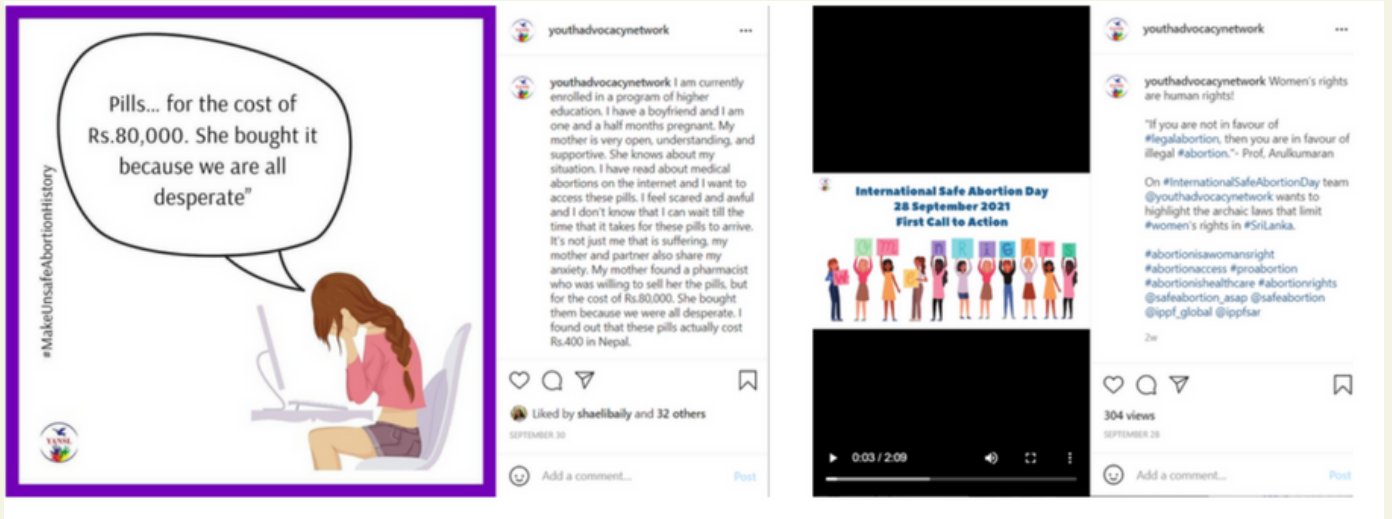 Pills... for the cost of
Rs.80,000. She bought it
because we are all
desperate”
#MakeUnsafeAbortionHistory
YANSL
youthadvocacynetwork
youthadvocacynetwork I am currently
enrolled in a program of higher
education. I have a boyfriend and I am
one and a half months pregnant. My
mother is very open, understanding, and
supportive. She knows about my
situation. I have read about medical
abortions on the internet and I want to
access these pills. I feel scared and awful
and I don't know that I can wait till the
time that it takes for these pills to arrive.
It's not just me that is suffering, my
mother and partner also share my
anxiety. My mother found a pharmacist
who was willing to sell her the pills, but
for the cost of Rs.80,000. She bought
them because we were all desperate. I
found out that these pills actually cost
Rs.400 in Nepal.
Liked by shaelibaily and 32 others
SEPTEMBER 30
Add a comment...
Post
International Safe Abortion Day
28 September 2021
First Call to Action
WOMEN RIGHTS
0:03 / 2:09
youthadvocacynetwork
youthadvocacynetwork Women's rights
are human rights!
"If you are not in favour of
#legalabortion, then you are in favour of
illegal #abortion."- Prof, Arulkumaran
On #InternationalSafeAbortionDay team
@youthadvocacynetwork wants to
highlight the archaic laws that limit
#women's rights in #SriLanka.
#abortionisawomansright
#abortionaccess #proabortion
#abortionishealthcare #abortionrights
@safeabortion_asap @safeabortion
@ippf_global @ippfsar
2w
304 views
SEPTEMBER 28
Add a comment...
Post